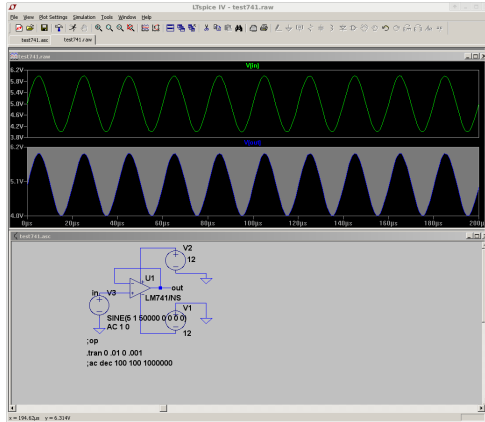 LTspice IV - test741.raw
File View Plot Settings Simulation Tools Window Help
test741.asc test741.raw
test741.raw
V(in)
6.2V
5.8V
5.4V
5.0V
4.6V
4.2V
3.8V
V(out)
6.2V
5.1V
4.0V
0µs 20µs 40µs 60µs 80µs 100µs 120µs 140µs 160µs 180µs 200µs
test741.asc
V2
12
U1
in V3 out
LM741/NS
V1
SINE(5 1 50000 0 0 0 0)
AC 1 0
12
;op
.tran 0 .01 0 .001
;ac dec 100 100 1000000
x = 194.62µs y = 6.314V